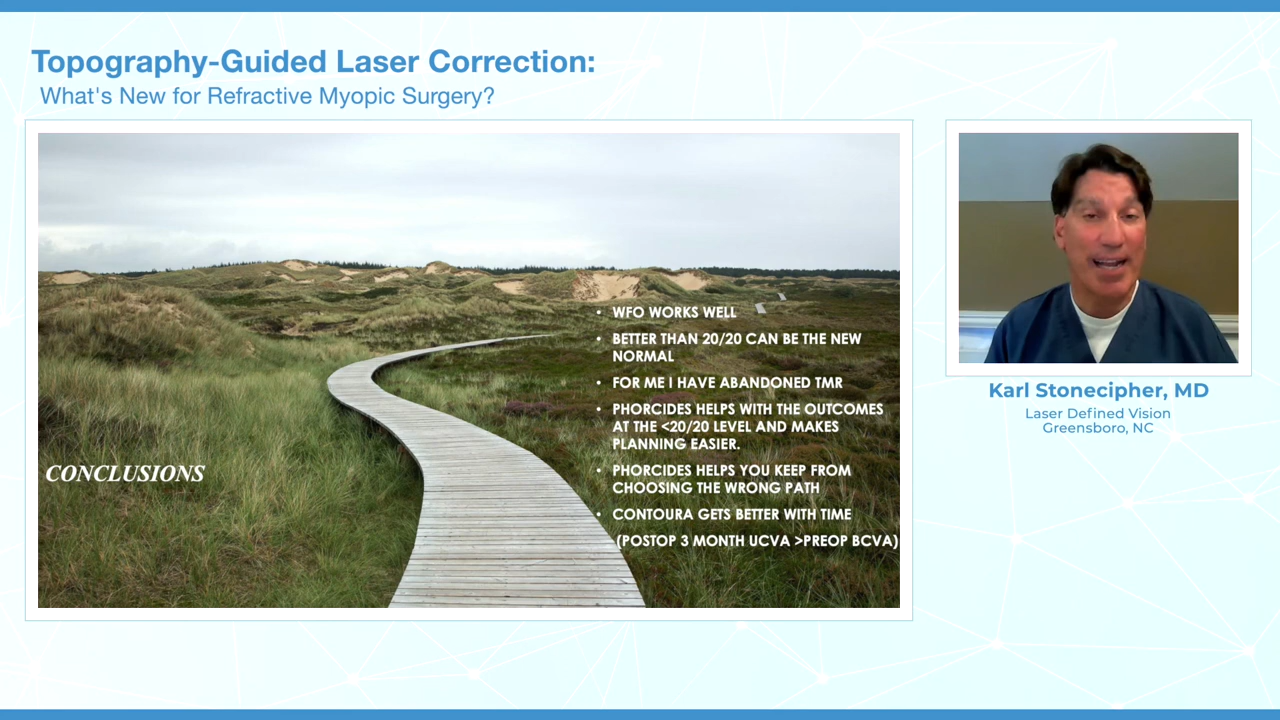 Topography-Guided Laser Correction:
What's New for Refractive Myopic Surgery?
CONCLUSIONS
• WFO WORKS WELL
• BETTER THAN 20/20 CAN BE THE NEW
NORMAL
• FOR ME I HAVE ABANDONED TMR
• PHORCIDES HELPS WITH THE OUTCOMES
AT THE <20/20 LEVEL AND MAKES
PLANNING EASIER.
• PHORCIDES HELPS YOU KEEP FROM
CHOOSING THE WRONG PATH
• CONTOURA GETS BETTER WITH TIME
(POSTOP 3 MONTH UCVA >PREOP BCVA)
Karl Stonecipher, MD
Laser Defined Vision
Greensboro, NC